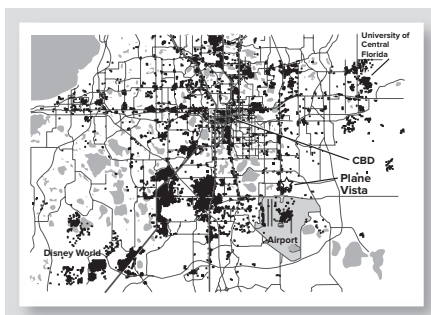 University of
Central
Florida
CBD
Plane
Vista
Airport
Disney World